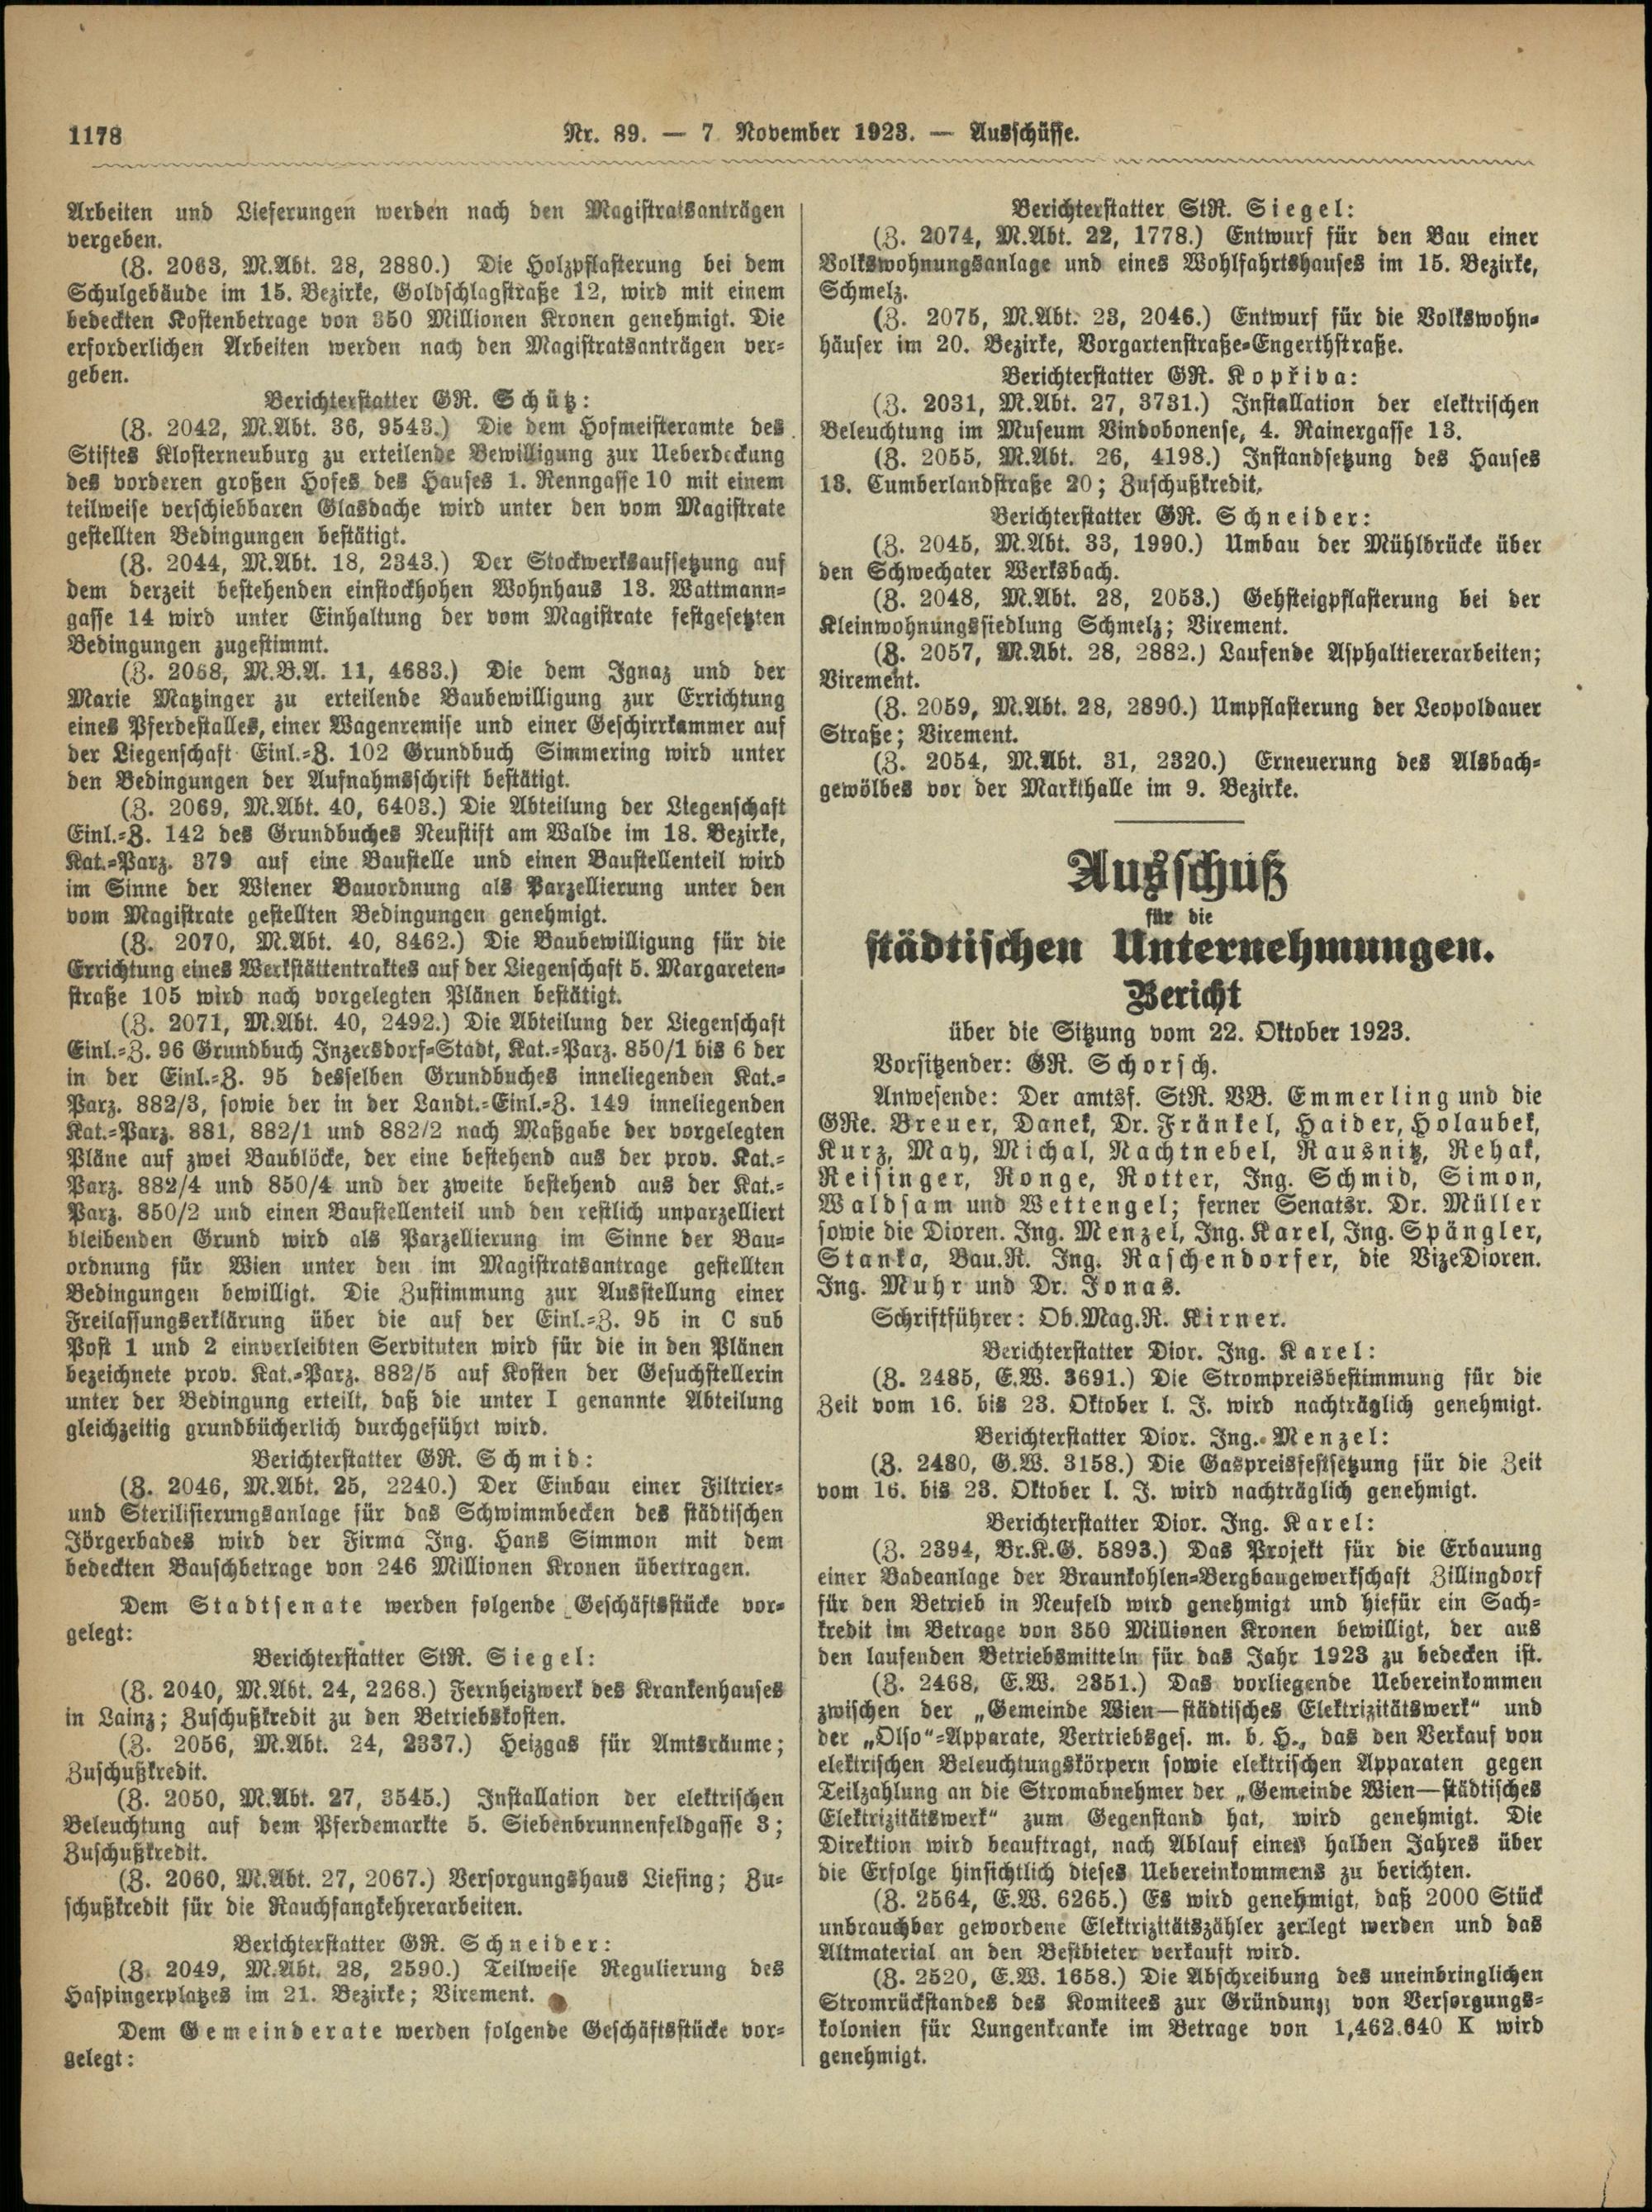 1178
Nr. 89. — 7 November 1923. — Ausschüsse.
Arbeiten und Lieferungen werden nach den Magistratsanträgen
vergeben.
(Z. 2063, M.Abt. 28, 2880.) Die Holzpflasterung bei dem
Schulgebäude im 15. Bezirke, Goldschlagstraße 12, wird mit einem
bedeckten Kostenbetrage von 350 Millionen Kronen genehmigt. Die
erforderlichen Arbeiten werden nach den Magistratsanträgen ver-
geben.
Berichterstatter GR. Schütz:
(Z. 2042, M.Abt. 36, 9543.) Die dem Hofmeisteramte des
Stiftes Klosterneuburg zu erteilende Bewilligung zur Ueberdeckung
des vorderen großen Hofes des Hauses 1. Renngasse 10 mit einem
teilweise verschiebbaren Glasdache wird unter den vom Magistrate
gestellten Bedingungen bestätigt.
(Z. 2044, M.Abt. 18, 2343.) Der Stockwerksaufsetzung auf
dem derzeit bestehenden einstockhohen Wohnhaus 13. Wattmann-
gasse 14 wird unter Einhaltung der vom Magistrate festgesetzten
Bedingungen zugestimmt.
(Z. 2068, M.B.A. 11, 4683.) Die dem Ignaz und der
Marie Matzinger zu erteilende Baubewilligung zur Errichtung
eines Pferdestalles, einer Wagenremise und einer Geschirrkammer auf
der Liegenschaft Einl.-Z. 102 Grundbuch Simmering wird unter
den Bedingungen der Aufnahmsschrift bestätigt.
(Z. 2069, M.Abt. 40, 6403.) Die Abteilung der Liegenschaft
Einl.-Z. 142 des Grundbuches Neustift am Walde im 18. Bezirke,
Kat.-Parz. 379 auf eine Baustelle und einen Baustellenteil wird
im Sinne der Wiener Bauordnung als Parzellierung unter den
vom Magistrate gestellten Bedingungen genehmigt.
(Z. 2070, M.Abt. 40, 8462.) Die Baubewilligung für die
Errichtung eines Werkstättentraktes auf der Liegenschaft 5. Margareten-
straße 105 wird nach vorgelegten Plänen bestätigt.
(Z. 2071, M.Abt. 40, 2492.) Die Abteilung der Liegenschaft
Einl.-Z. 96 Grundbuch Inzersdorf-Stadt, Kat.-Parz. 850/1 bis 6 der
in der Einl.-Z. 95 desselben Grundbuches inneliegenden Kat.-
Parz. 882/3, sowie der in der Landt.-Einl.-Z. 149 inneliegenden
Kat.-Parz. 881, 882/1 und 882/2 nach Maßgabe der vorgelegten
Pläne auf zwei Baublöcke, der eine bestehend aus der prov. Kat.-
Parz. 882/4 und 850/4 und der zweite bestehend aus der Kat.-
Parz. 850/2 und einen Baustellenteil und den restlich unparzelliert
bleibenden Grund wird als Parzellierung im Sinne der Bau-
ordnung für Wien unter den im Magistratsantrage gestellten
Bedingungen bewilligt. Die Zustimmung zur Ausstellung einer
Freilassungserklärung über die auf der Einl.-Z. 95 in C sub
Post 1 und 2 einverleibten Servituten wird für die in den Plänen
bezeichnete prov. Kat.-Parz. 882/5 auf Kosten der Gesuchstellerin
unter der Bedingung erteilt, daß die unter I genannte Abteilung
gleichzeitig grundbücherlich durchgeführt wird.
Berichterstatter GR. Schmid:
(Z. 2046, M.Abt. 25, 2240.) Der Einbau einer Filtrier-
und Sterilisierungsanlage für das Schwimmbecken des städtischen
Jörgerbades wird der Firma Ing. Hans Simmon mit dem
bedeckten Bauschbetrage von 246 Millionen Kronen übertragen.
Dem Stadtsenate werden folgende Geschäftsstücke vor-
gelegt:
Berichterstatter StR. Siegel:
(Z. 2040, M.Abt. 24, 2268.) Fernheizwerk des Krankenhauses
in Lainz; Zuschußkredit zu den Betriebskosten.
(Z. 2056, M.Abt. 24, 2337.) Heizgas für Amtsräume;
Zuschußkredit.
(Z. 2050, M.Abt. 27, 3545.) Installation der elektrischen
Beleuchtung auf dem Pferdemarkte 5. Siebenbrunnenfeldgasse 3;
Zuschußkredit.
(Z. 2060, M.Abt. 27, 2067.) Versorgungshaus Liesing; Zu-
schußkredit für die Rauchfangkehrerarbeiten.
Berichterstatter GR. Schneider:
(Z. 2049, M.Abt. 28, 2590.) Teilweise Regulierung des
Haspingerplatzes im 21. Bezirke; Virement.
Dem Gemeinderate werden folgende Geschäftsstücke vor-
gelegt:
Berichterstatter StR. Siegel:
(Z. 2074, M.Abt. 22, 1778.) Entwurf für den Bau einer
Volkswohnungsanlage und eines Wohlfahrtshauses im 15. Bezirke,
Schmelz.
(Z. 2075, M.Abt. 23, 2046.) Entwurf für die Volkswohn-
häuser im 20. Bezirke, Vorgartenstraße-Engerthstraße.
Berichterstatter GR. Kopřiva:
(Z. 2031, M.Abt. 27, 3731.) Installation der elektrischen
Beleuchtung im Museum Vindobonense, 4. Rainergasse 13.
(Z. 2055, M.Abt. 26, 4198.) Instandsetzung des Hauses
13. Cumberlandstraße 20; Zuschußkredit,
Berichterstatter GR. Schneider:
(Z. 2045, M.Abt. 33, 1990.) Umbau der Mühlbrücke über
den Schwechater Werksbach.
(Z. 2048, M.Abt. 28, 2053.) Gehsteigpflasterung bei der
Kleinwohnungssiedlung Schmelz; Virement.
(Z. 2057, M.Abt. 28, 2882.) Laufende Asphaltiererarbeiten;
Virement.
(Z. 2059, M.Abt. 28, 2890.) Umpflasterung der Leopoldauer
Straße; Virement.
(Z. 2054, M.Abt. 31, 2320.) Erneuerung des Alsbach-
gewölbes vor der Markthalle im 9. Bezirke.
Ausschuß
für die
städtischen Unternehmungen.
Bericht
über die Sitzung vom 22. Oktober 1923.
Vorsitzender: GR. Schorsch.
Anwesende: Der amtsf. StR. VB. Emmerling und die
GRe. Breuer, Danek, Dr. Fränkel, Haider, Holaubek,
Kurz, May, Michal, Nachtnebel, Rausnitz, Rehak,
Reisinger, Ronge, Rotter, Ing. Schmid, Simon,
Waldsam und Wettengel; ferner Senatsr. Dr. Müller
sowie die Dioren. Ing. Menzel, Ing. Karel, Ing. Spängler,
Stanka, Bau.R. Ing. Raschendorfer, die VizeDioren.
Ing. Muhr und Dr. Jonas.
Schriftführer: Ob.Mag.R. Kirner.
Berichterstatter Dior. Ing. Karel:
(Z. 2485, E.W. 3691.) Die Strompreisbestimmung für die
Zeit vom 16. bis 23. Oktober l. J. wird nachträglich genehmigt.
Berichterstatter Dior. Ing. Menzel:
(Z. 2480, G.W. 3158.) Die Gaspreisfestsetzung für die Zeit
vom 16. bis 23. Oktober l. J. wird nachträglich genehmigt.
Berichterstatter Dior. Ing. Karel:
(Z. 2394, Br.K.G. 5893.) Das Projekt für die Erbauung
einer Badeanlage der Braunkohlen-Bergbaugewerkschaft Zillingdorf
für den Betrieb in Neufeld wird genehmigt und hiefür ein Sach-
kredit im Betrage von 350 Millionen Kronen bewilligt, der aus
den laufenden Betriebsmitteln für das Jahr 1923 zu bedecken ist.
(Z. 2468, E.W. 2351.) Das vorliegende Uebereinkommen
zwischen der „Gemeinde Wien—städtisches Elektrizitätswerk“ und
der „Olso“-Apparate, Vertriebsges. m. b. H., das den Verkauf von
elektrischen Beleuchtungskörpern sowie elektrischen Apparaten gegen
Teilzahlung an die Stromabnehmer der „Gemeinde Wien—städtisches
Elektrizitätswerk“ zum Gegenstand hat, wird genehmigt. Die
Direktion wird beauftragt, nach Ablauf eines halben Jahres über
die Erfolge hinsichtlich dieses Uebereinkommens zu berichten.
(Z. 2564, E.W. 6265.) Es wird genehmigt, daß 2000 Stück
unbrauchbar gewordene Elektrizitätszähler zerlegt werden und das
Altmaterial an den Bestbieter verkauft wird.
(Z. 2520, E.W. 1658.) Die Abschreibung des uneinbringlichen
Stromrückstandes des Komitees zur Gründung von Versorgungs-
kolonien für Lungenkranke im Betrage von 1,462.640 K wird
genehmigt.